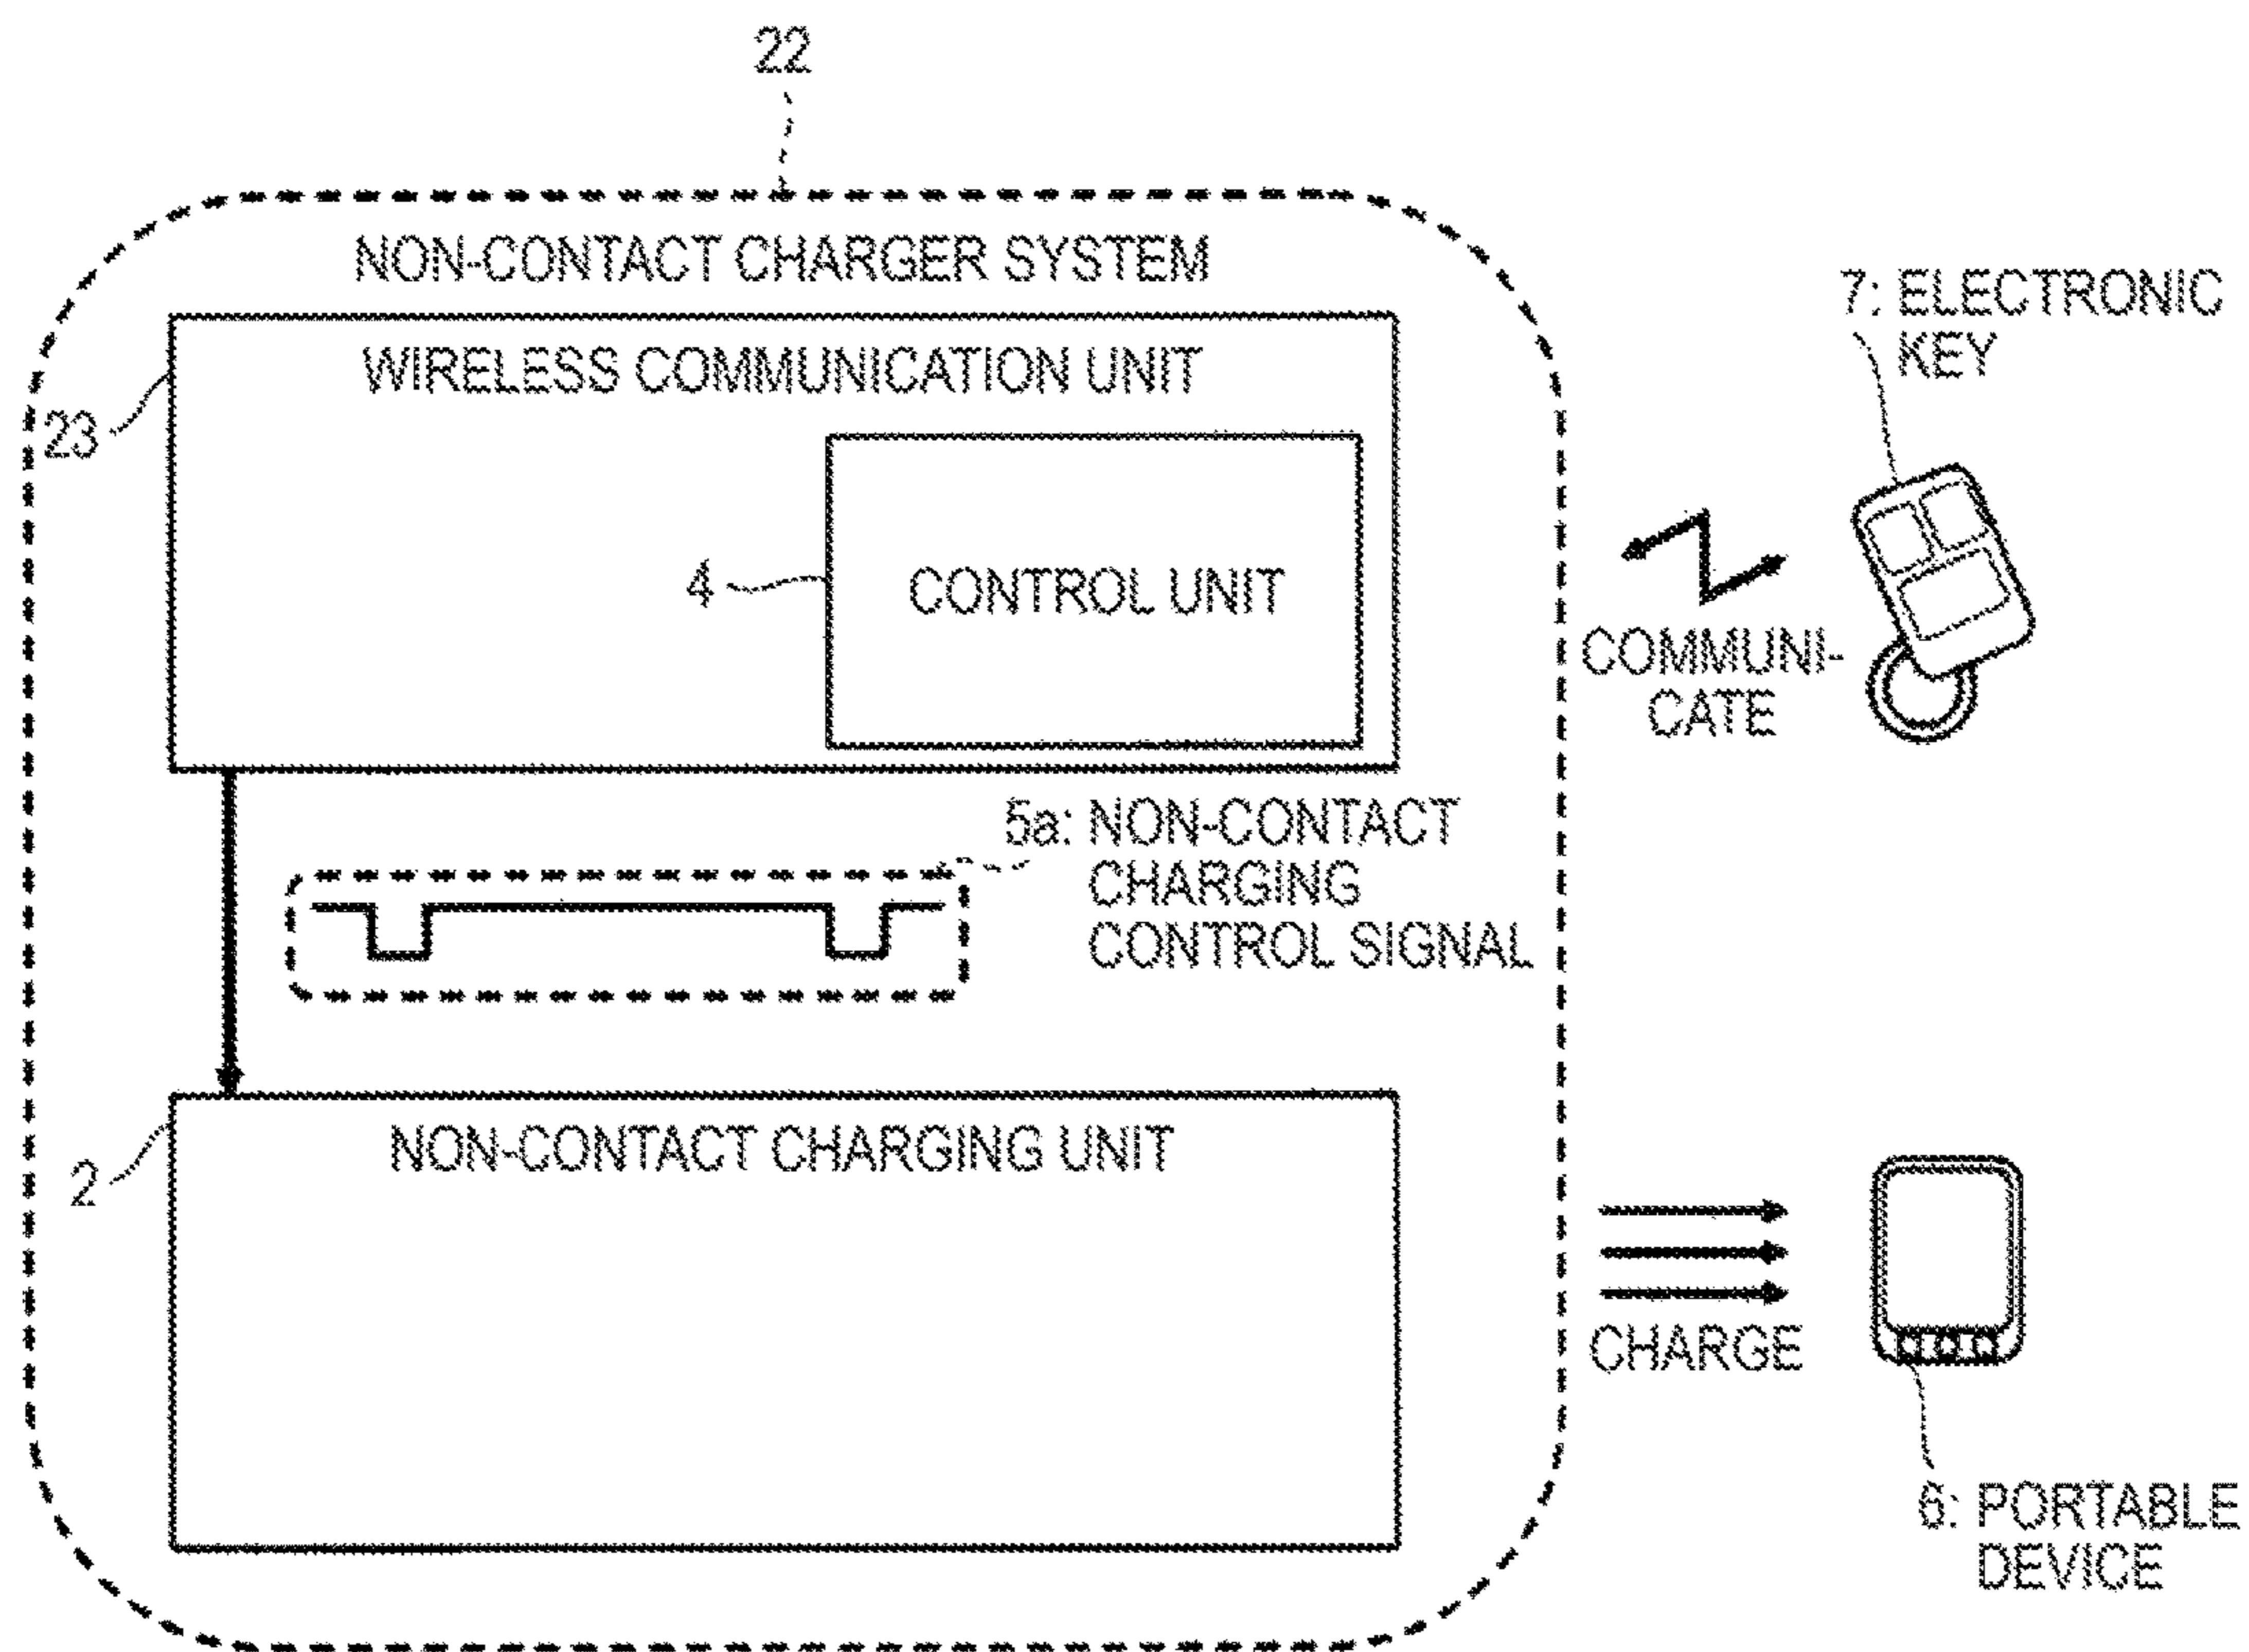 22
NON-CONTACT CHARGER SYSTEM
WIRELESS COMMUNICATION UNIT
23
4
CONTROL UNIT
7: ELECTRONIC
KEY
COMMUNI-
CATE
5a: NON-CONTACT
CHARGING
CONTROL SIGNAL
NON-CONTACT CHARGING UNIT
2
CHARGE
6: PORTABLE
DEVICE